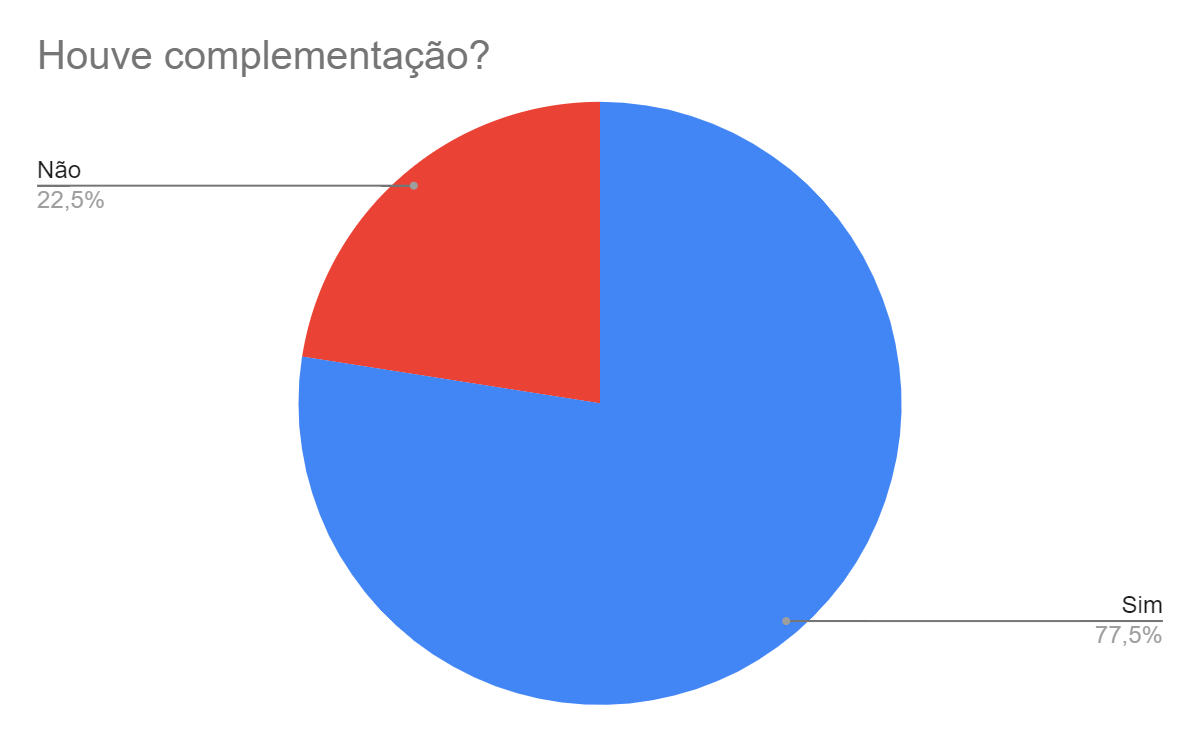 Houve complementação?
Não
22,5%
Sim
77,5%